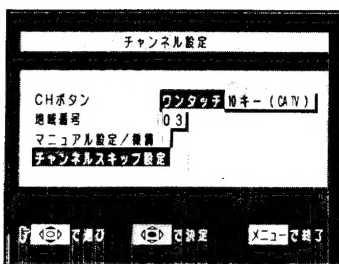 チャンネル設定
CHボタン ワンタッチ 10キー(CATV)
地域番号 03
マニュアル設定/微調
チャンネルスキップ設定
で選び で決定 メニューで終了